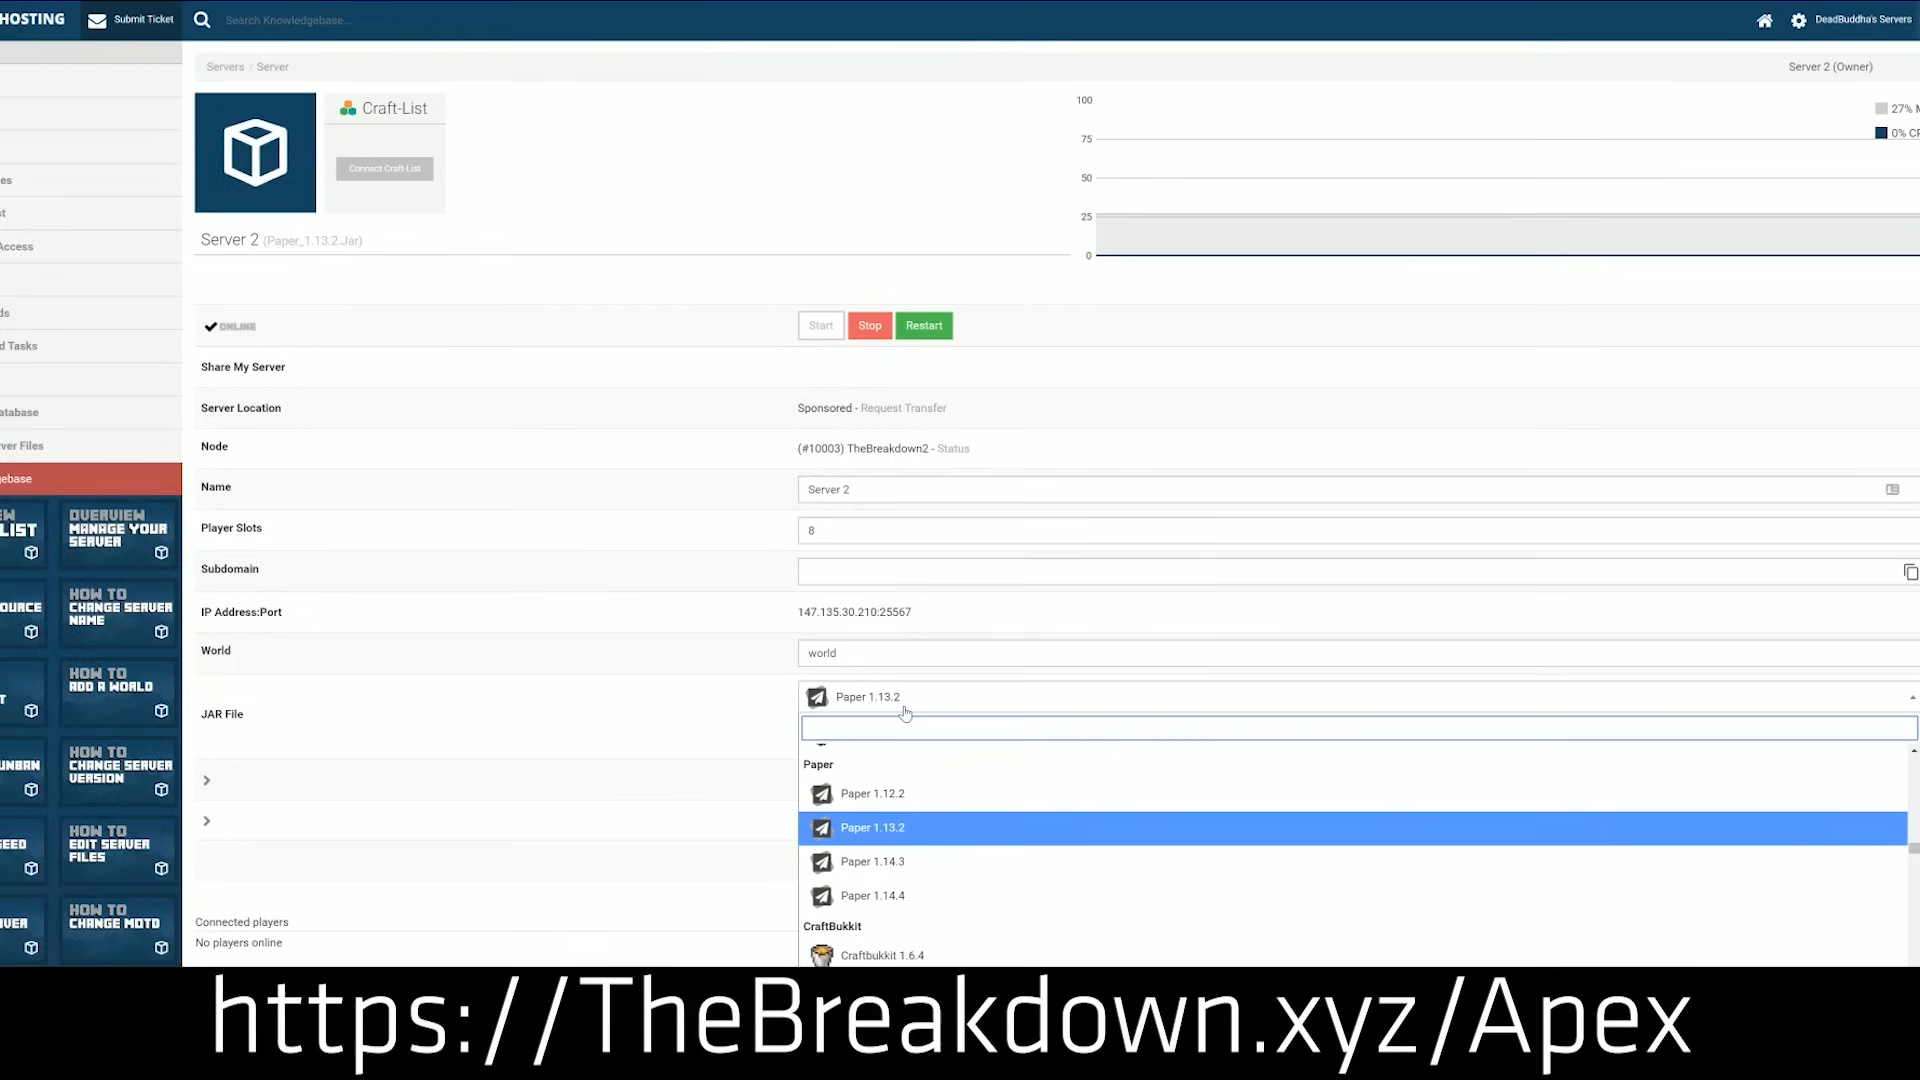 HOSTING
Submit Ticket
Search Knowledgebase...
DeadBuddha's Servers
Servers / Server
Server 2 (Owner)
Craft-List
Connect Craft-List
Server 2 (Paper_1.13.2.Jar)
100
75
50
25
0
27% M
0% CP
es
st
Access
ds
d Tasks
atabase
ver Files
gebase
LIST
OVERVIEW
MANAGE YOUR
SERVER
OURCE
HOW TO
CHANGE SERVER
NAME
T
HOW TO
ADD A WORLD
UNBAN
HOW TO
CHANGE SERVER
VERSION
EED
HOW TO
EDIT SERVER
FILES
VER
HOW TO
CHANGE MOTD
ONLINE
Start
Stop
Restart
Share My Server
Server Location
Sponsored - Request Transfer
Node
(#10003) TheBreakdown2 - Status
Name
Server 2
Player Slots
8
Subdomain
IP Address:Port
147.135.30.210:25567
World
world
JAR File
Paper 1.13.2
Paper
Paper 1.12.2
Paper 1.13.2
Paper 1.14.3
Paper 1.14.4
CraftBukkit
Craftbukkit 1.6.4
Connected players
No players online
https://TheBreakdown.xyz/Apex